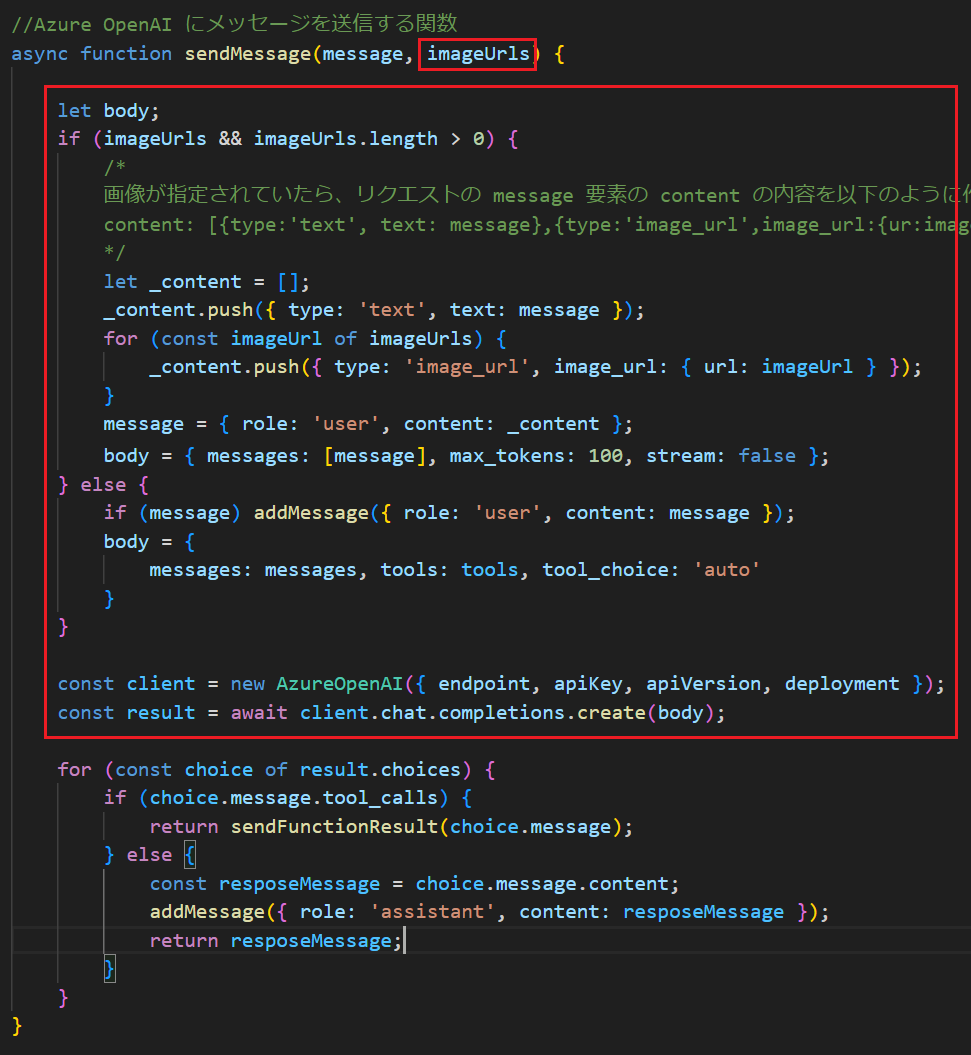 //Azure OpenAI にメッセージを送信する関数
async function sendMessage(message, imageUrls) {
let body;
if (imageUrls && imageUrls.length > 0) {
/*
画像が指定されていたら、リクエストの message 要素の content の内容を以下のように
content: [{type:'text', text: message},{type:'image_url',image_url:{ur:imag
*/
let _content = [];
_content.push({ type: 'text', text: message });
for (const imageUrl of imageUrls) {
_content.push({ type: 'image_url', image_url: { url: imageUrl } });
}
message = { role: 'user', content: _content };
body = { messages: [message], max_tokens: 100, stream: false };
} else {
if (message) addMessage({ role: 'user', content: message });
body = {
messages: messages, tools: tools, tool_choice: 'auto'
}
}
const client = new AzureOpenAI({ endpoint, apiKey, apiVersion, deployment });
const result = await client.chat.completions.create(body);
for (const choice of result.choices) {
if (choice.message.tool_calls) {
return sendFunctionResult(choice.message);
} else {
const resposeMessage = choice.message.content;
addMessage({ role: 'assistant', content: resposeMessage });
return resposeMessage;
}
}
}